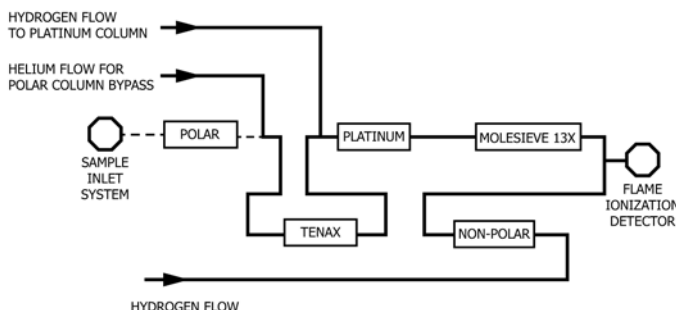 HYDROGEN FLOW
TO PLATINUM COLUMN
HELIUM FLOW FOR
POLAR COLUMN BYPASS
POLAR
PLATINUM
MOLESIEVE 13X
SAMPLE
INLET
SYSTEM
FLAME
IONIZATION
DETECTOR
TENAX
NON-POLAR
HYDROGEN FLOW